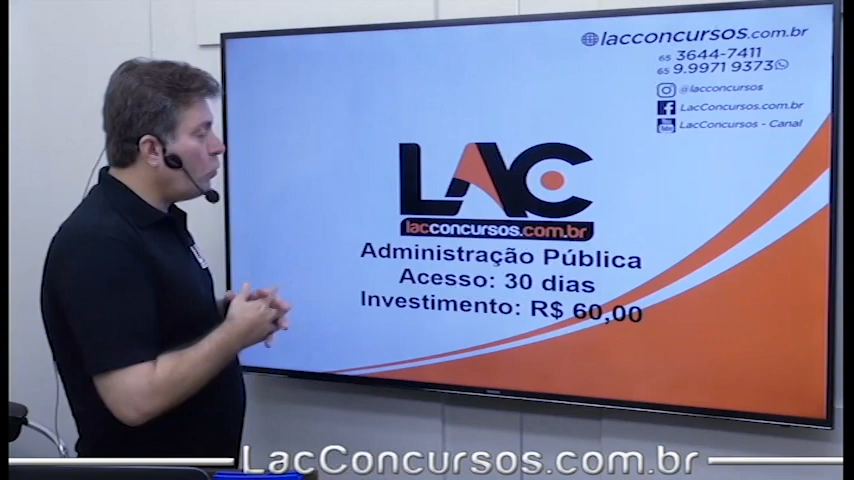 lacconcursos.com.br
65 3644-7411
65 9.9971 9373
@lacconcursos
LacConcursos.com.br
LacConcursos - Canal
LAC
lacconcursos.com.br
Administração Pública
Acesso: 30 dias
Investimento: R$ 60,00
LacConcursos.com.br